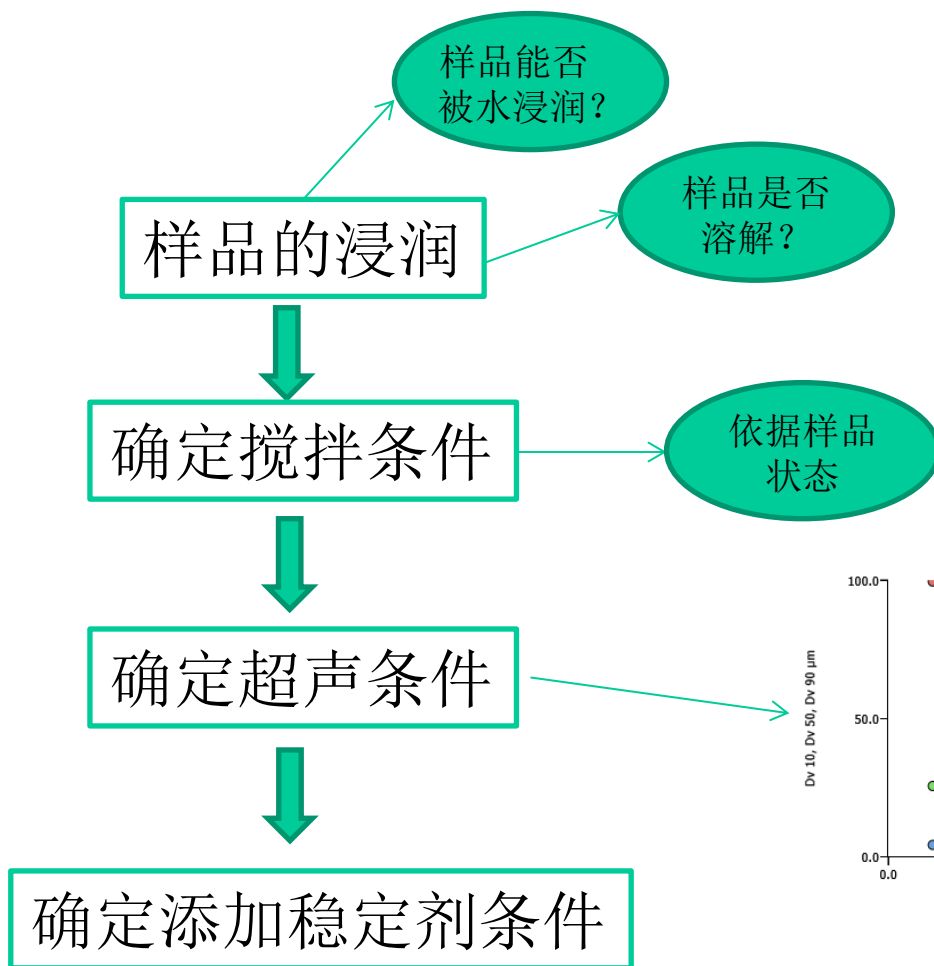 样品能否
被水浸润？
样品是否
溶解？
样品的浸润
确定搅拌条件
依据样品
状态
100.0
确定超声条件
Dv 10, Dv 50, Dv 90 μm
50.0
0.0
0.0
确定添加稳定剂条件